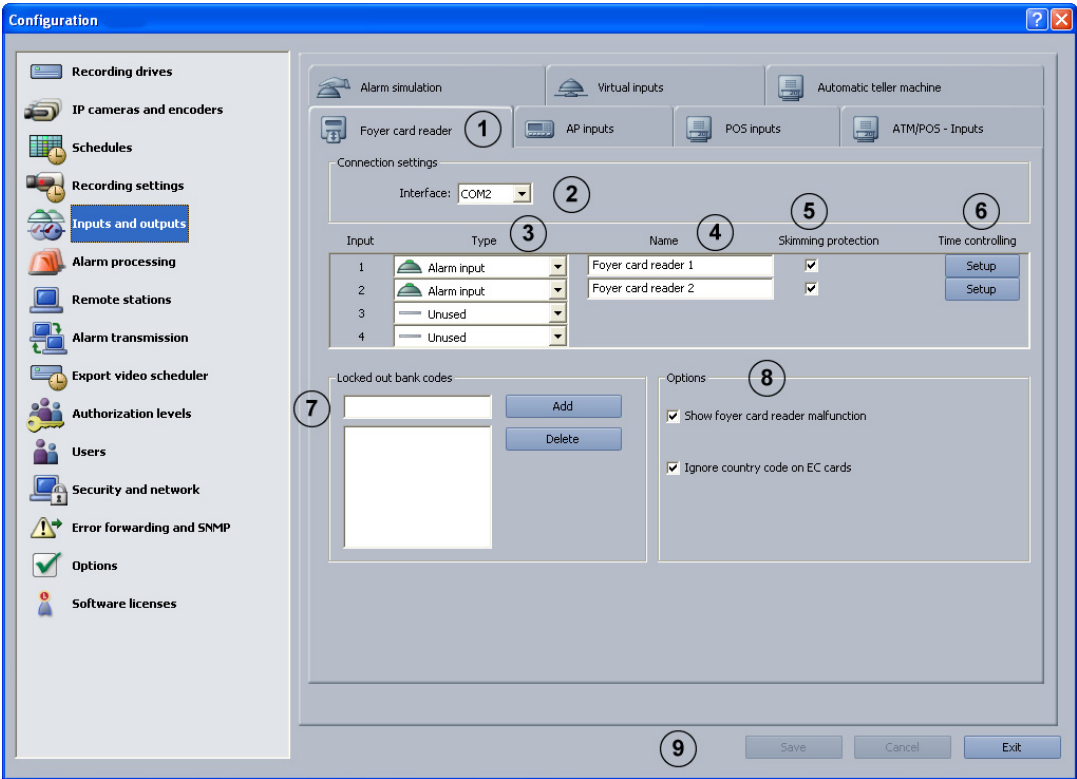 Configuration
Recording drives
IP cameras and encoders
Schedules
Recording settings
Inputs and outputs
Alarm processing
Remote stations
Alarm transmission
Export video scheduler
Authorization levels
Users
Security and network
Error forwarding and SNMP
Options
Software licenses
Alarm simulation Virtual inputs Automatic teller machine
Foyer card reader 1 AP inputs POS inputs ATM/POS - Inputs
Connection settings
Interface: COM2 2
3 4 5 6
Input Type Name Skimming protection Time controlling
1 Alarm input Foyer card reader 1 Setup
2 Alarm input Foyer card reader 2 Setup
3 Unused
4 Unused
Locked out bank codes
7 Add
Delete
Options 8
Show foyer card reader malfunction
Ignore country code on EC cards
9 Save Cancel Exit